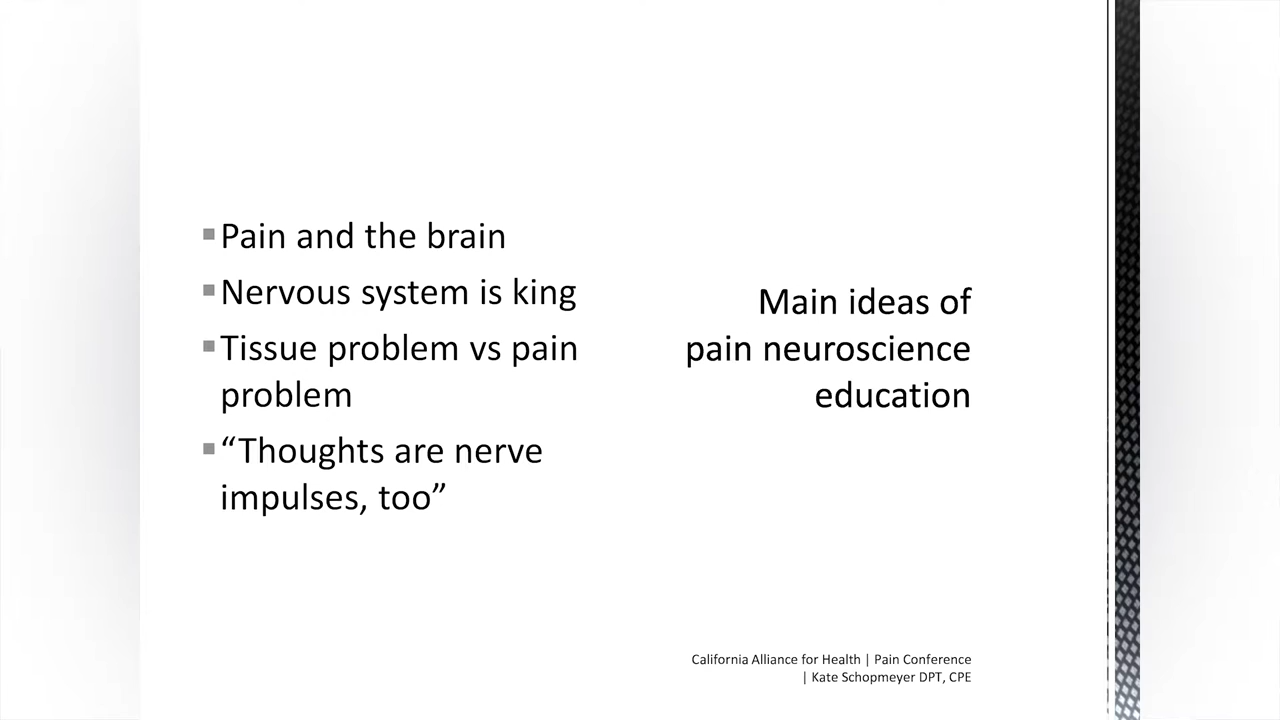 Pain and the brain
Nervous system is king
Tissue problem vs pain
problem
“Thoughts are nerve
impulses, too”
Main ideas of
pain neuroscience
education
California Alliance for Health | Pain Conference
| Kate Schopmeyer DPT, CPE